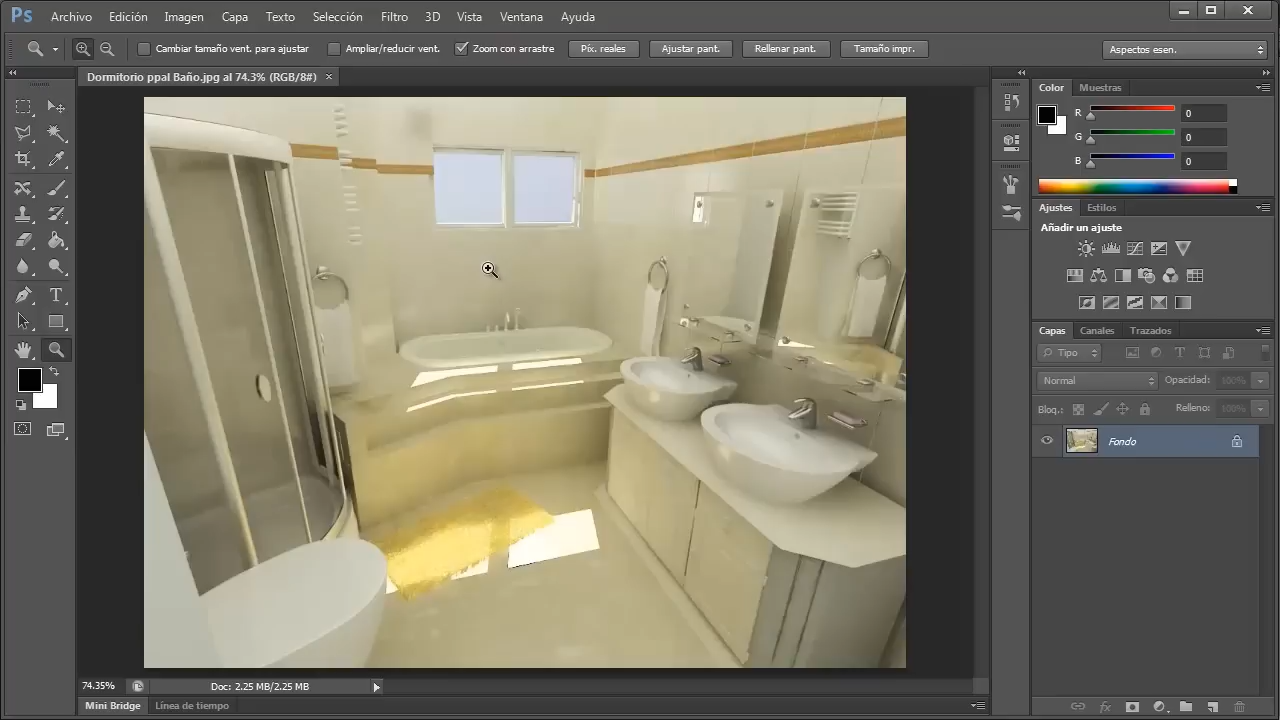 Ps Archivo Edición Imagen Capa Texto Selección Filtro 3D Vista Ventana Ayuda
Cambiar tamaño vent. para ajustar Ampliar/reducir vent. Zoom con arrastre Píx. reales Ajustar pant. Rellenar pant. Tamaño impr. Aspectos esen.
Dormitorio ppal Baño.jpg al 74.3% (RGB/8#) ×
Color Muestras
R 0
G 0
B 0
Ajustes Estilos
Añadir un ajuste
Capas Canales Trazados
Tipo
Normal Opacidad: 100%
Bloq.: Relleno: 100%
Fondo
74.35% Doc: 2.25 MB/2.25 MB
Mini Bridge Línea de tiempo